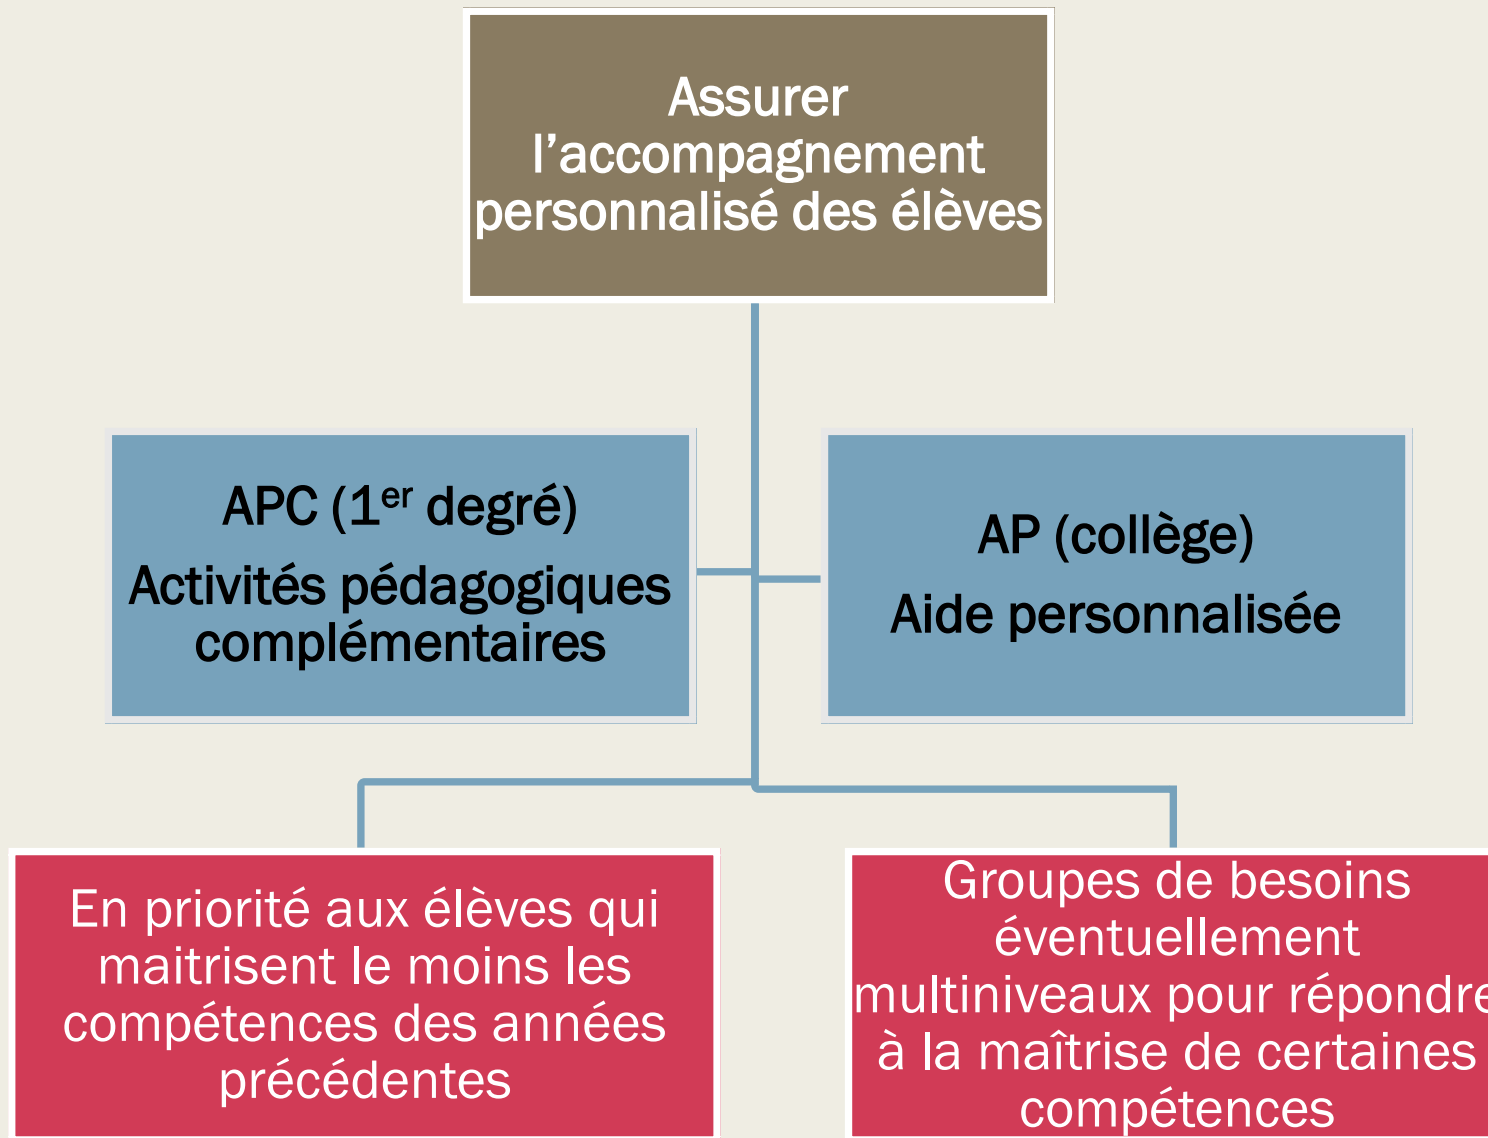 Assurer
l’accompagnement
personnalisé des élèves
APC (1er degré)
Activités pédagogiques
complémentaires
AP (collège)
Aide personnalisée
En priorité aux élèves qui
maitrisent le moins les
compétences des années
précédentes
Groupes de besoins
éventuellement
multiniveaux pour répondre
à la maîtrise de certaines
compétences